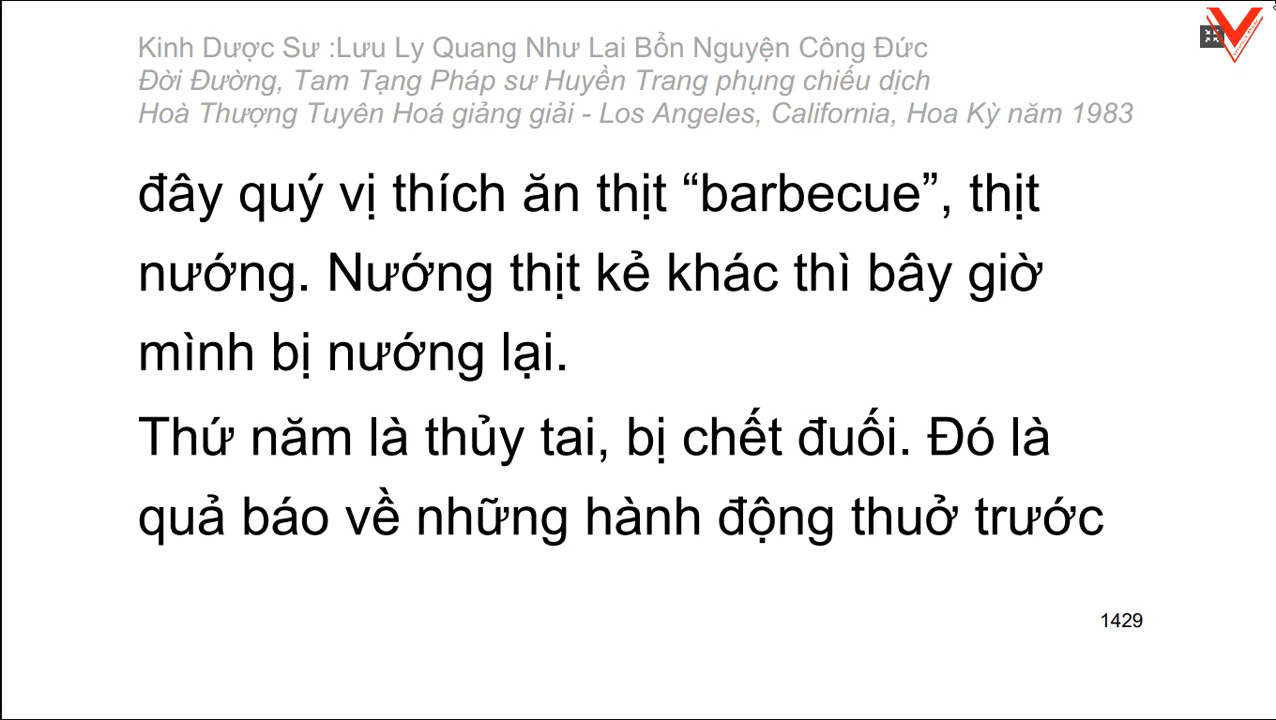 Kinh Dược Sư :Lưu Ly Quang Như Lai Bổn Nguyện Công Đức
Đời Đường, Tam Tạng Pháp sư Huyền Trang phụng chiếu dịch
Hoà Thượng Tuyên Hoá giảng giải - Los Angeles, California, Hoa Kỳ năm 1983
đây quý vị thích ăn thịt “barbecue”, thịt
nướng. Nướng thịt kẻ khác thì bây giờ
mình bị nướng lại.
Thứ năm là thủy tai, bị chết đuối. Đó là
quả báo về những hành động thuở trước
1429